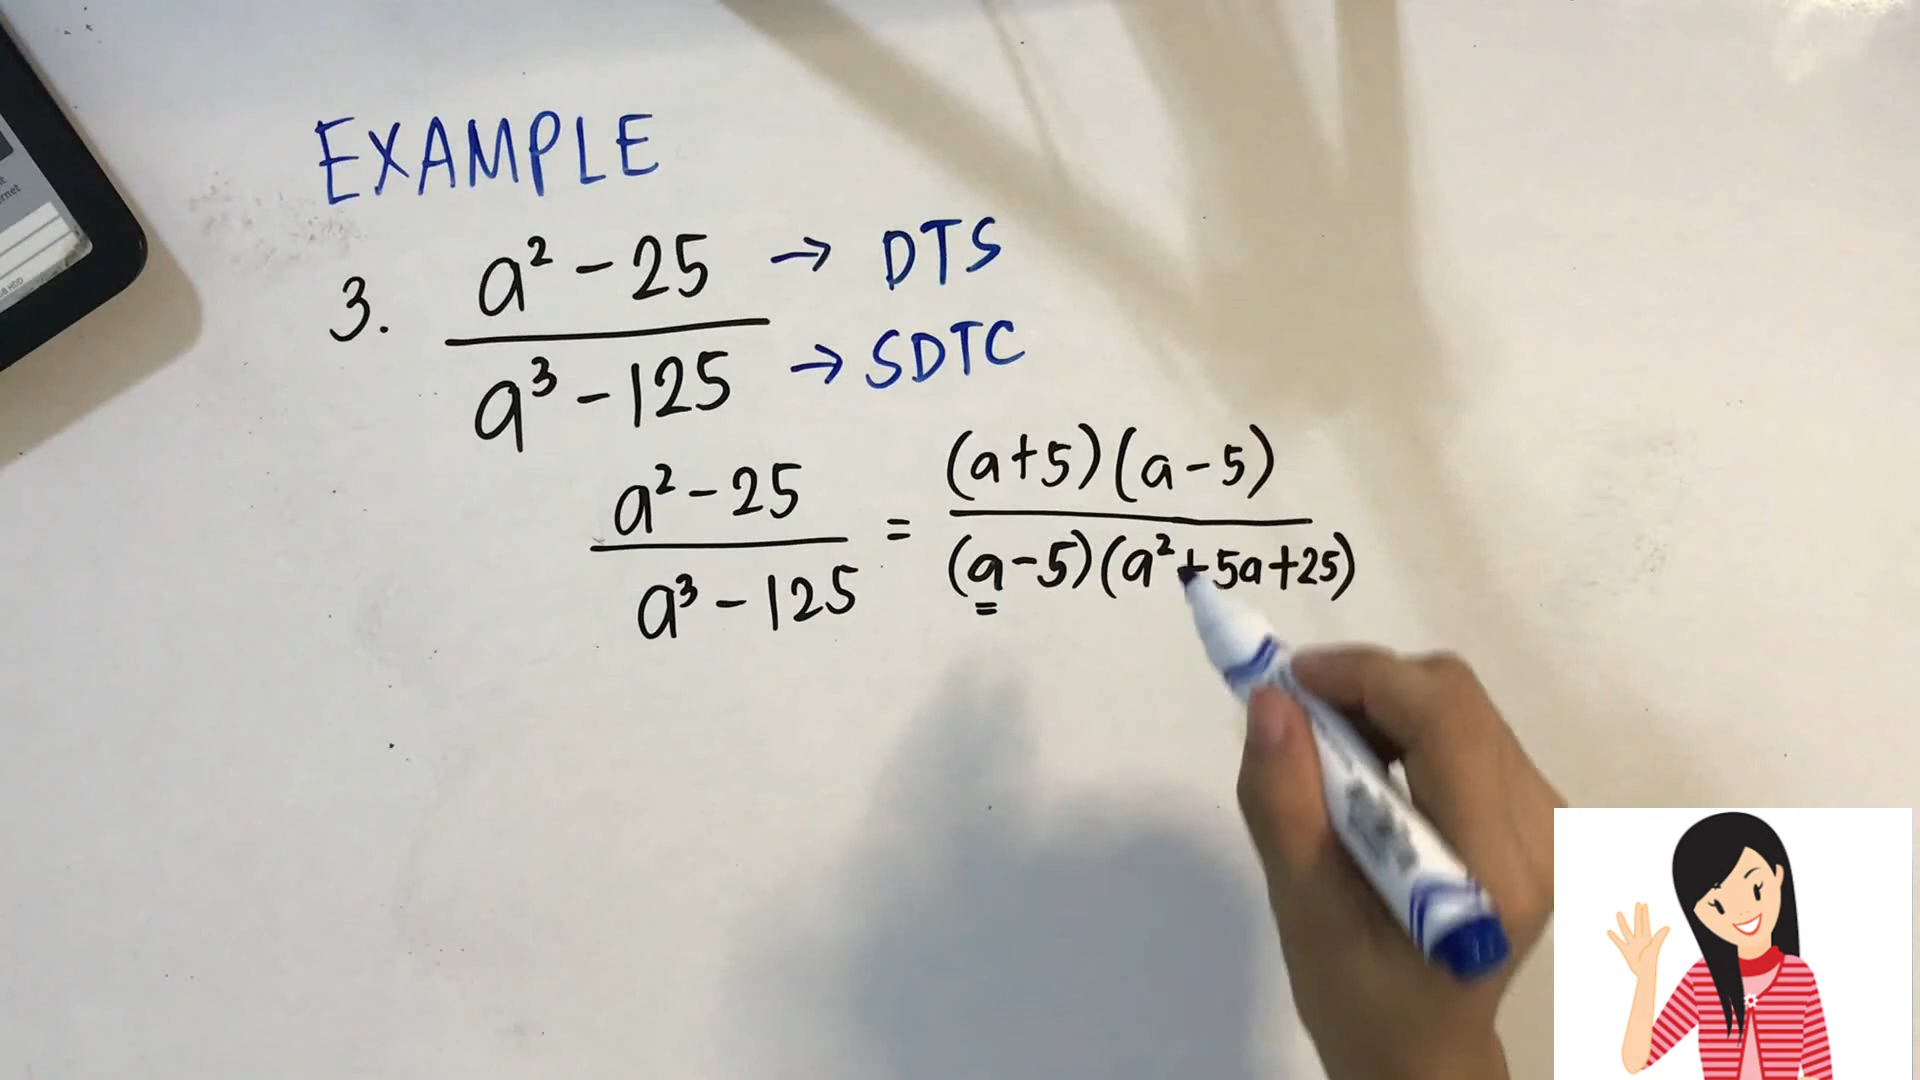 EXAMPLE
3. a² - 25 → DTS
a³ - 125 → SDTC
a² - 25 = (a+5)(a-5)
a³ - 125 (a-5)(a²+5a+25)